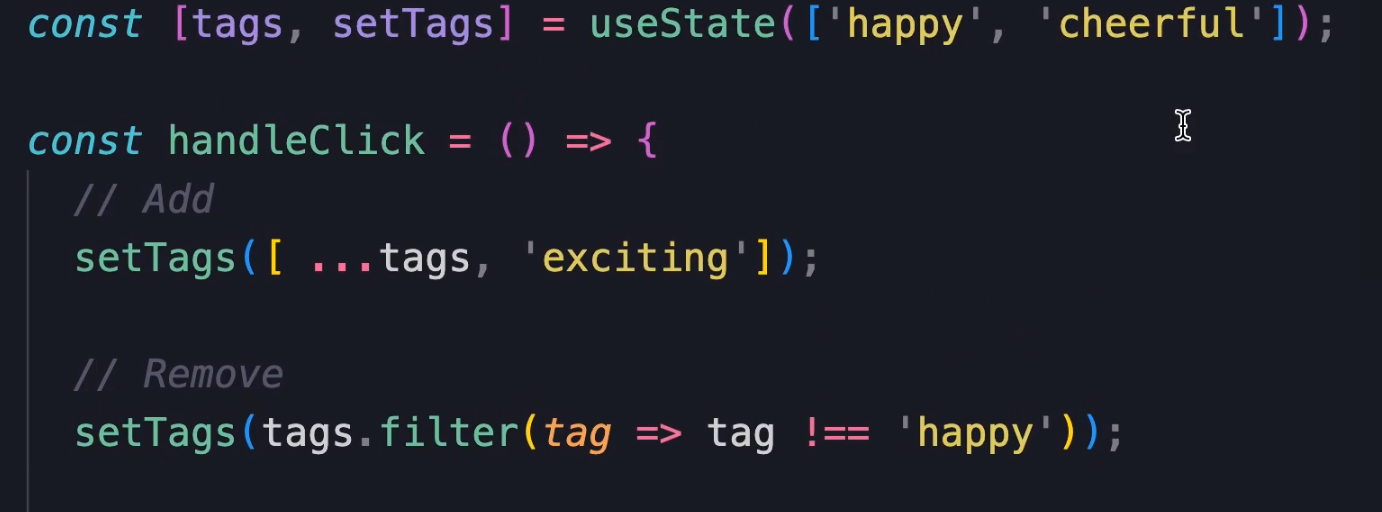 const [tags, setTags] = useState(['happy', 'cheerful']);
const handleClick = () => {
// Add
setTags([ ...tags, 'exciting']);
// Remove
setTags(tags.filter(tag => tag !== 'happy'));